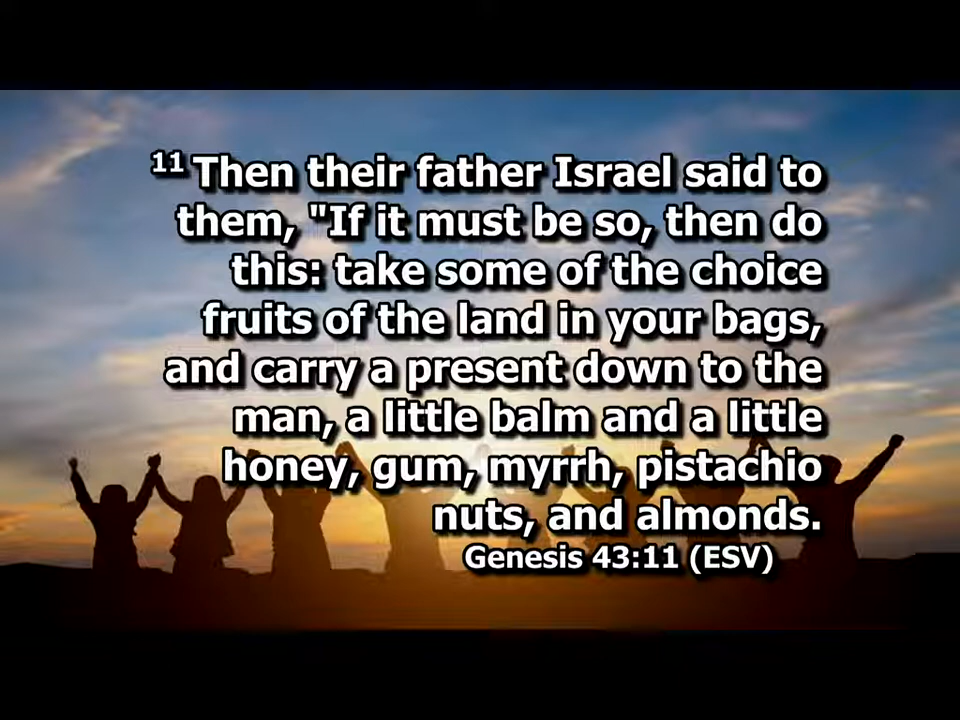 11 Then their father Israel said to
them, "If it must be so, then do
this: take some of the choice
fruits of the land in your bags,
and carry a present down to the
man, a little balm and a little
honey, gum, myrrh, pistachio
nuts, and almonds.
Genesis 43:11 (ESV)